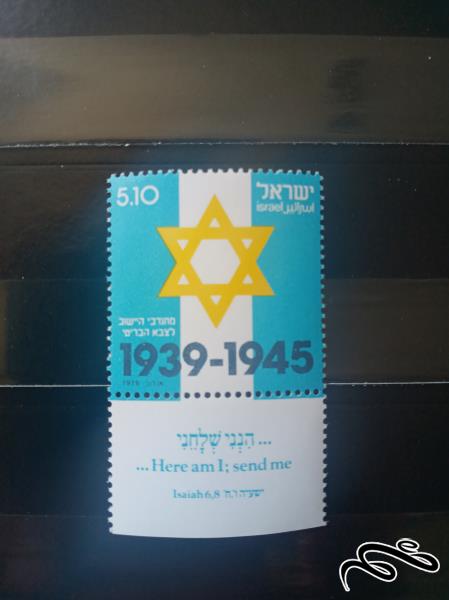 5.10
ישראל
اسرائيل israel
מתנדבי הישוב
לצבא הבריטי
1939-1945
1979
הִנְנִי שְׁלָחֵנִי ...
... Here am I; send me
Isaiah 6,8 ישעיה ו,ח